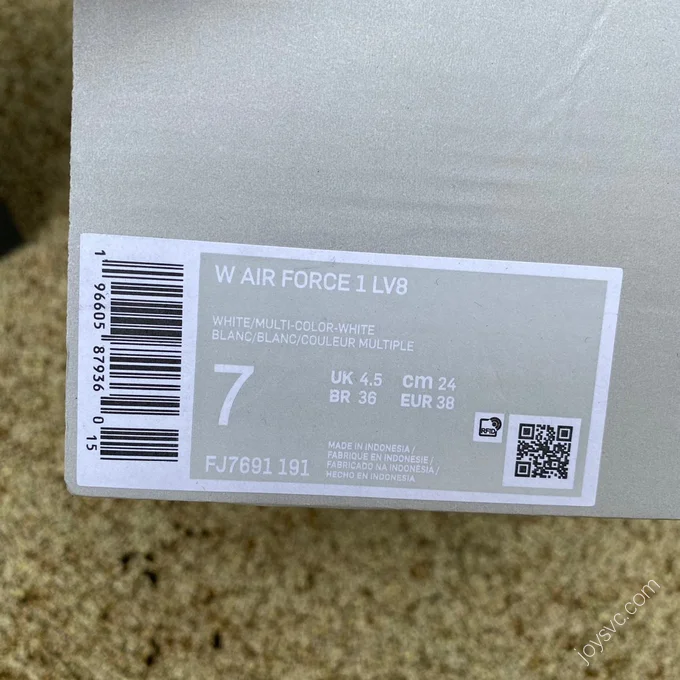 W AIR FORCE 1 LV8
WHITE/MULTI-COLOR-WHITE
BLANC/BLANC/COULEUR MULTIPLE
7
UK 4.5 cm 24
BR 36 EUR 38
FJ7691 191
MADE IN INDONESIA/
FABRIQUE EN INDONESIE/
FABRICADO NA INDONESIA/
HECHO EN INDONESIA
RFID
1 96605 87936 0 15
joysvc.com